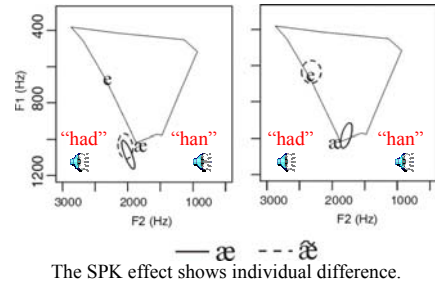 400
800
1200
F1 (Hz)
e
æ
"had"
"han"
3000
2000
1000
F2 (Hz)
e
æ
"had"
"han"
3000
2000
1000
F2 (Hz)
æ
æ̃
The SPK effect shows individual difference.